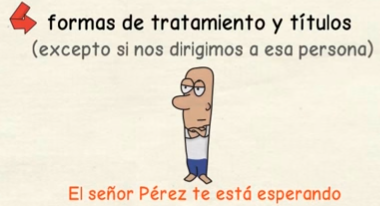 formas de tratamiento y títulos
(excepto si nos dirigimos a esa persona)
El señor Pérez te está esperando